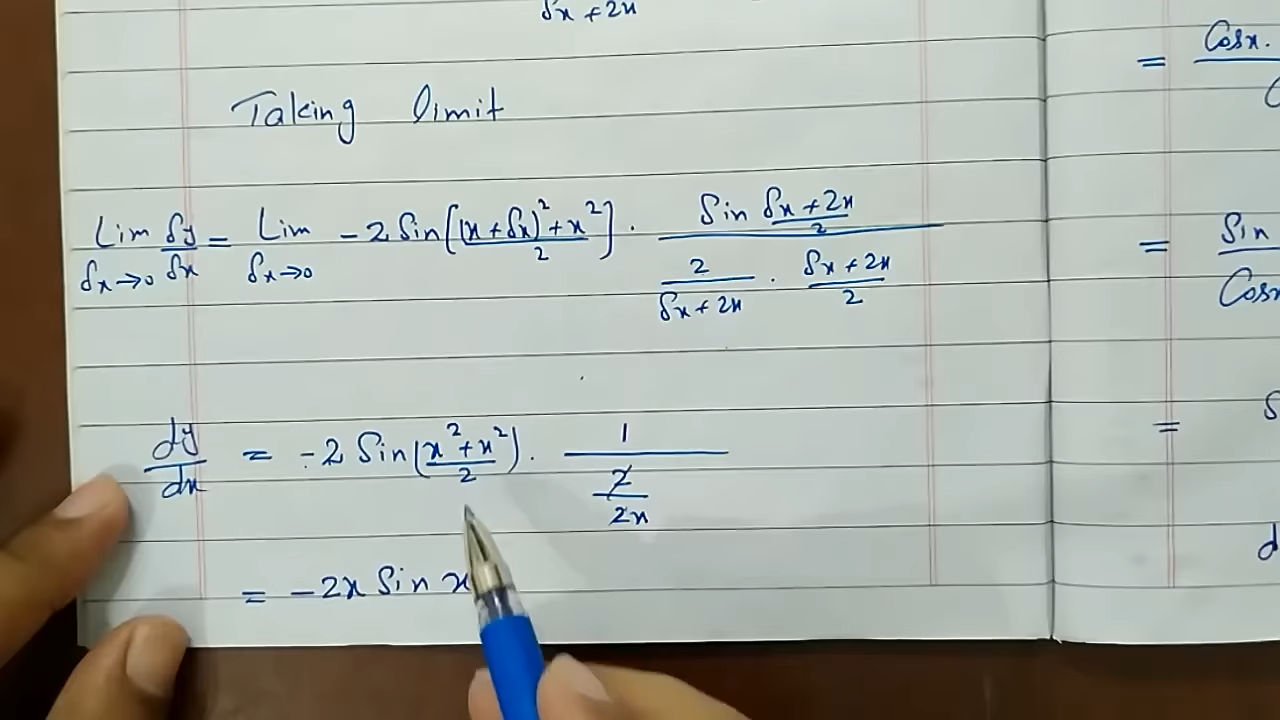 δx + 2x
Taking limit
Lim δx→0 δy/δx = Lim δx→0 -2 Sin[((x + δx)² + x²)/2] . (Sin (δx + 2x)/2) / (2/(δx + 2x) . (δx + 2x)/2)
dy/dx = -2 Sin((x² + x²)/2) . 1/(2/2x)
= -2x Sin x
= Cosx.
= Sin / Cosx
=